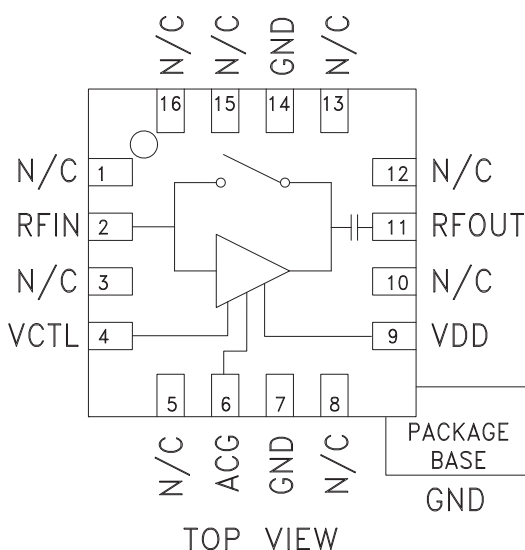 N/C
N/C
GND
N/C
16
15
14
13
N/C 1
12 N/C
RFIN 2
11 RFOUT
N/C 3
10 N/C
VCTL 4
9 VDD
5
6
7
8
N/C
ACG
GND
N/C
PACKAGE
BASE
GND
TOP VIEW